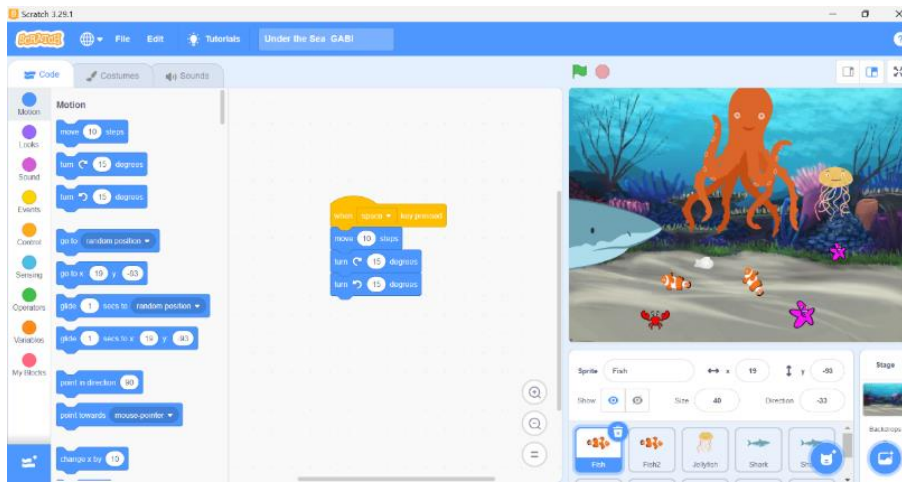 Scratch 3.29.1
SCRATCH File Edit Tutorials Under the Sea GABI
Code Costumes Sounds
Motion
Looks
Sound
Events
Control
Sensing
Operators
Variables
My Blocks
Motion
move 10 steps
turn 15 degrees
turn 15 degrees
go to random position
go to x 19 y -93
glide 1 secs to random position
glide 1 secs to x 19 y -93
point in direction 90
point towards mouse-pointer
change x by 10
when space key pressed
move 10 steps
turn 15 degrees
turn 15 degrees
Sprite Fish x 19 y -93
Show Size 40 Direction -33
Fish Fish2 Jellyfish Shark
Stage
Backdrops